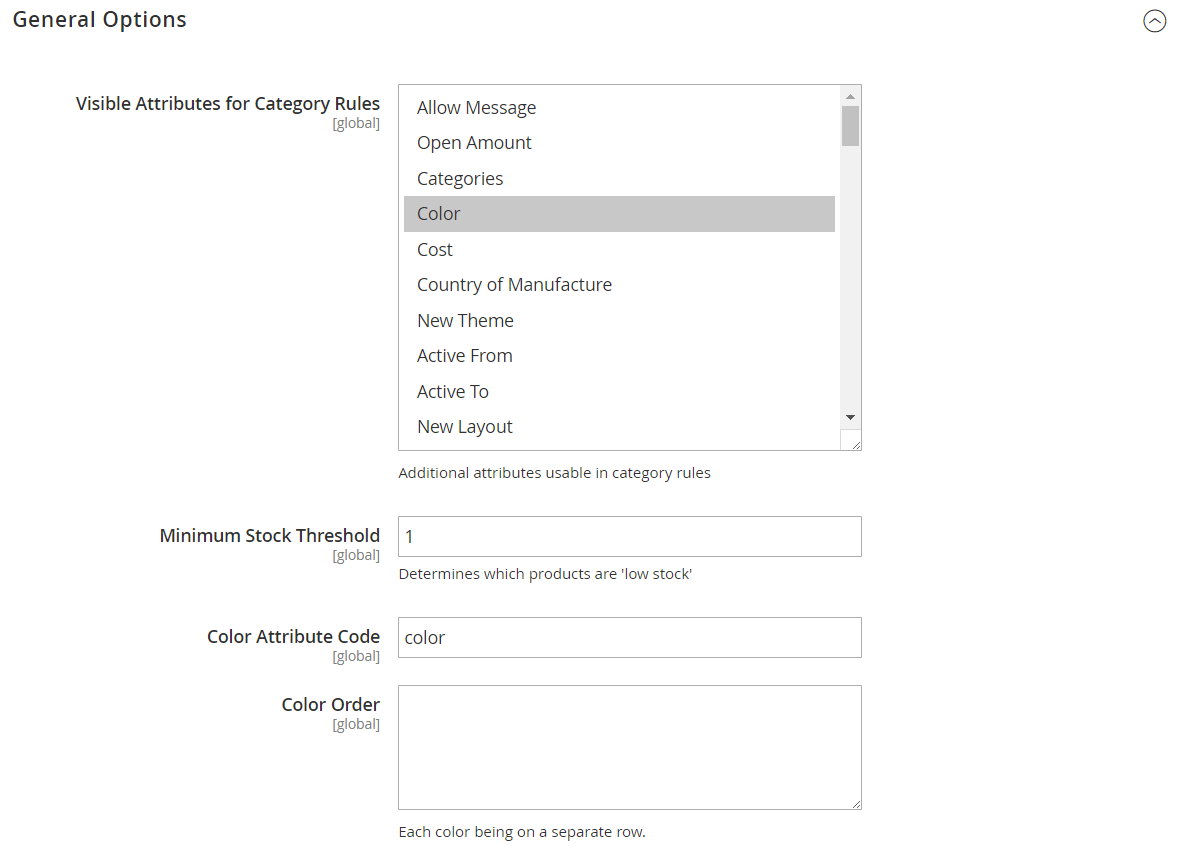 General Options
Visible Attributes for Category Rules
[global]
Allow Message
Open Amount
Categories
Color
Cost
Country of Manufacture
New Theme
Active From
Active To
New Layout
Additional attributes usable in category rules
Minimum Stock Threshold
[global]
1
Determines which products are 'low stock'
Color Attribute Code
[global]
color
Color Order
[global]
Each color being on a separate row.